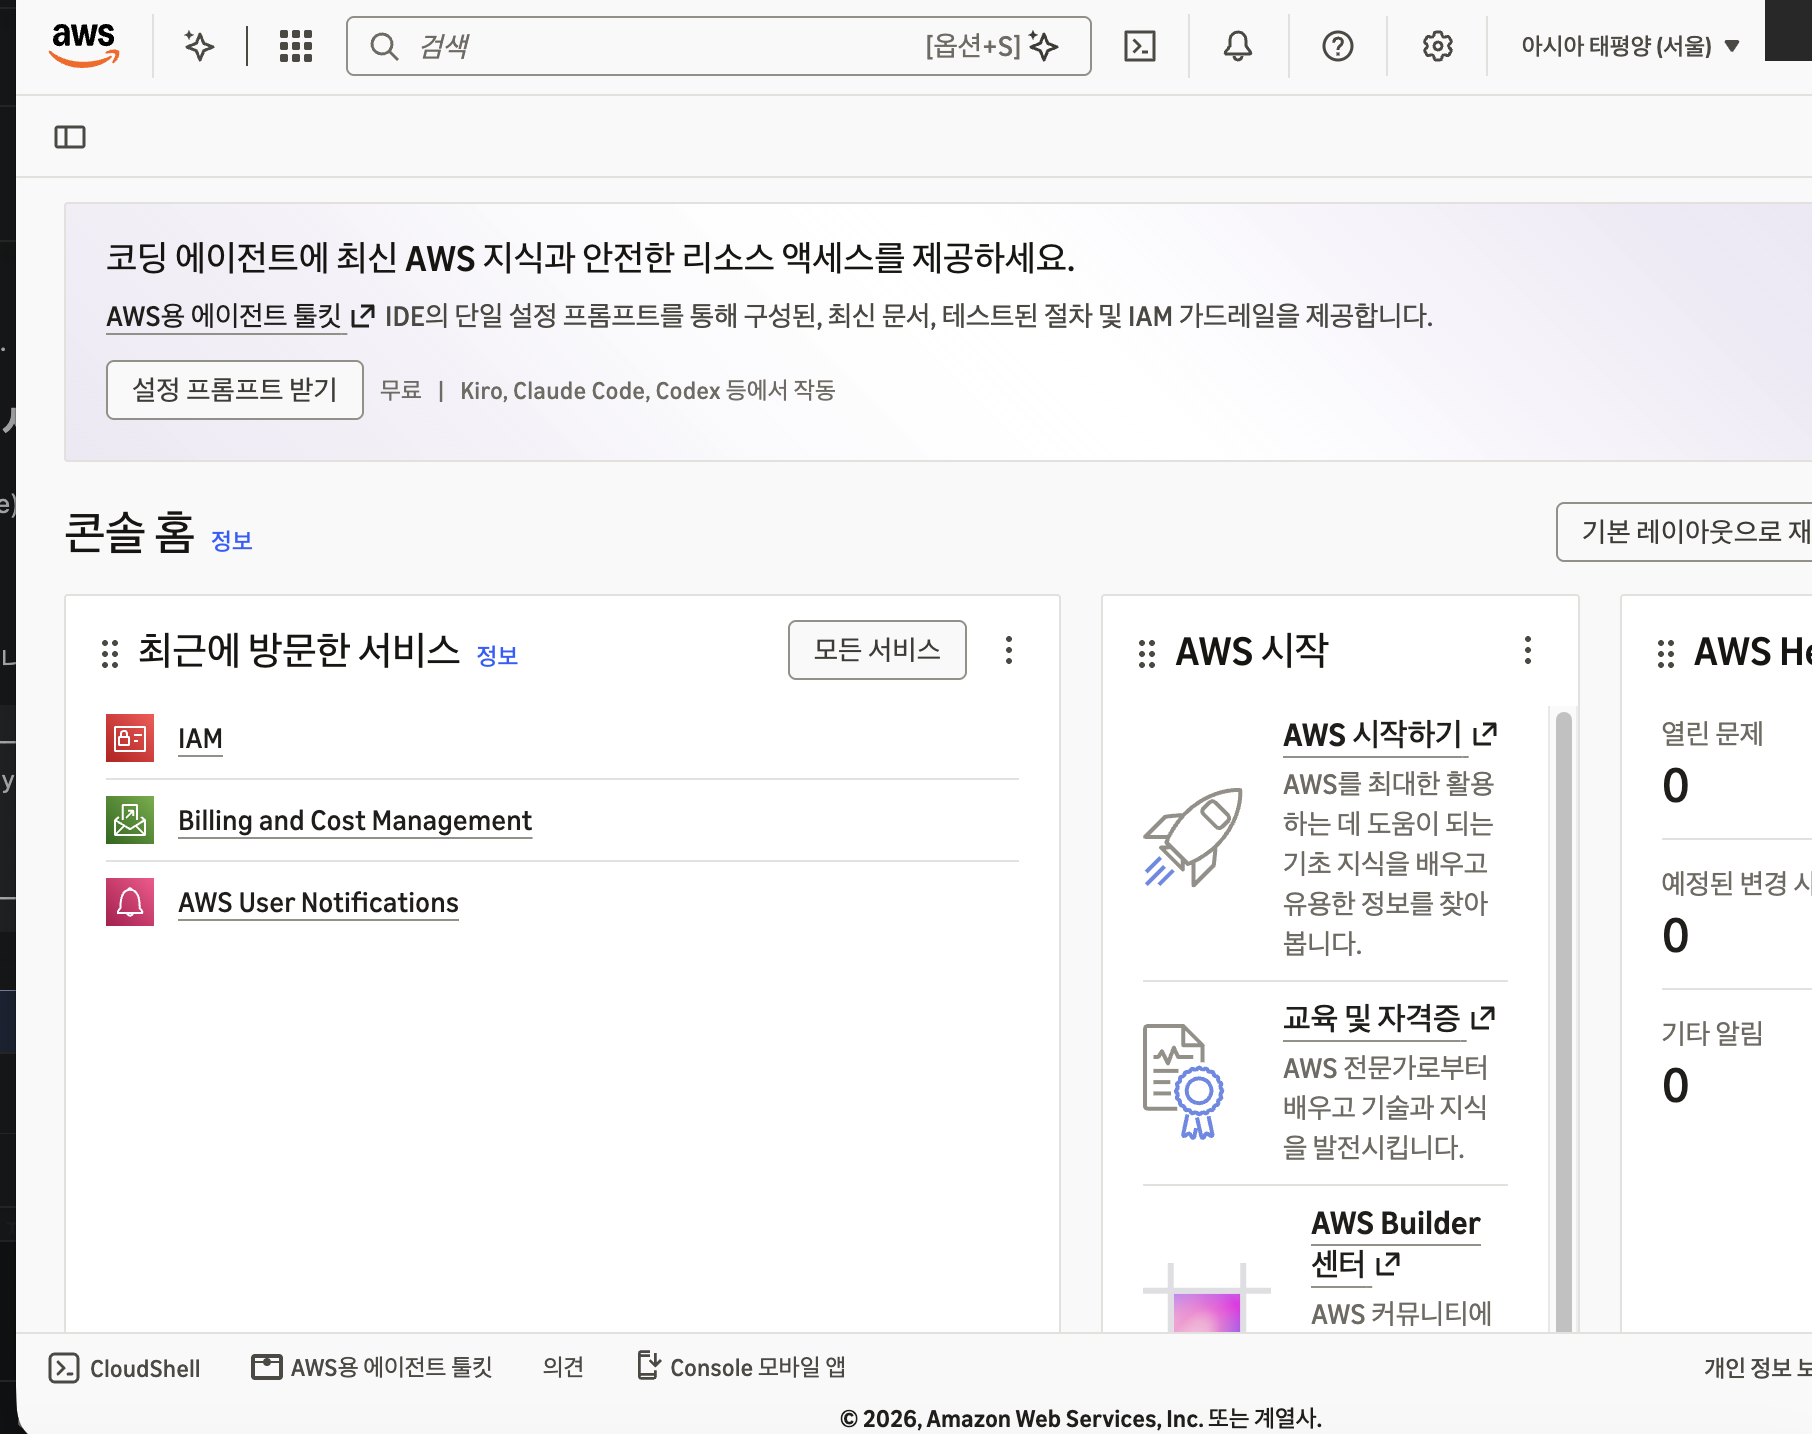 aws
검색
[옵션+S]
아시아 태평양 (서울)
코딩 에이전트에 최신 AWS 지식과 안전한 리소스 액세스를 제공하세요.
AWS용 에이전트 툴킷 IDE의 단일 설정 프롬프트를 통해 구성된, 최신 문서, 테스트된 절차 및 IAM 가드레일을 제공합니다.
설정 프롬프트 받기
무료 | Kiro, Claude Code, Codex 등에서 작동
콘솔 홈 정보
기본 레이아웃으로 재
최근에 방문한 서비스 정보
모든 서비스
IAM
Billing and Cost Management
AWS User Notifications
AWS 시작
AWS 시작하기
AWS를 최대한 활용
하는 데 도움이 되는
기초 지식을 배우고
유용한 정보를 찾아
봅니다.
교육 및 자격증
AWS 전문가로부터
배우고 기술과 지식
을 발전시킵니다.
AWS Builder
센터
AWS 커뮤니티에
AWS He
열린 문제
0
예정된 변경 사
0
기타 알림
0
CloudShell
AWS용 에이전트 툴킷
의견
Console 모바일 앱
개인 정보 보
© 2026, Amazon Web Services, Inc. 또는 계열사.